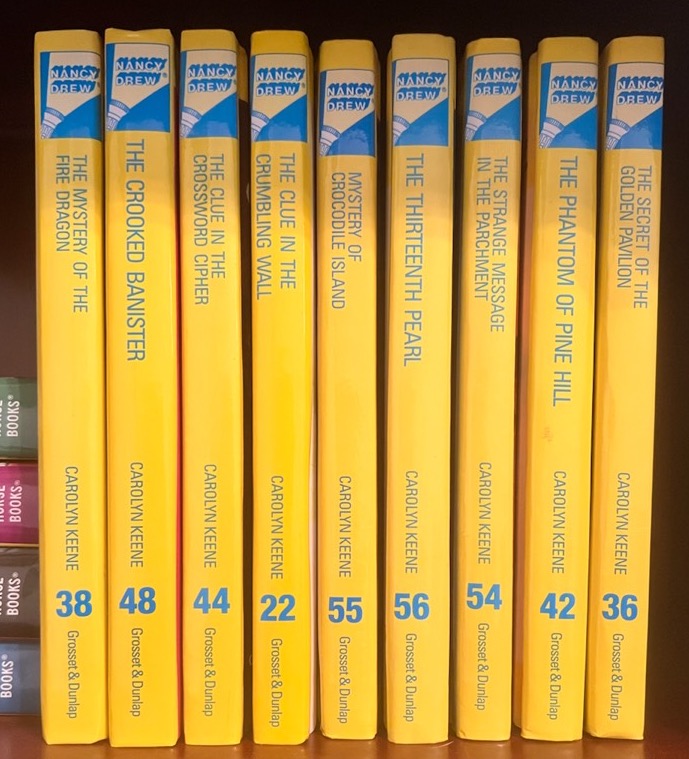 NANCY
DREW
THE MYSTERY OF THE
FIRE DRAGON
CAROLYN KEENE
38
Grosset & Dunlap
NANCY
DREW®
THE CROOKED BANISTER
CAROLYN KEENE
48
Grosset & Dunlap
NANCY
DREW
THE CLUE IN THE
CROSSWORD CIPHER
CAROLYN KEENE
44
Grosset & Dunlap
NANCY
DREW®
THE CLUE IN THE
CRUMBLING WALL
CAROLYN KEENE
22
Grosset & Dunlap
NANCY
DREW
MYSTERY OF
CROCODILE ISLAND
CAROLYN KEENE
55
Grosset & Dunlap
NANCY
DREW®
THE THIRTEENTH PEARL
CAROLYN KEENE
56
Grosset & Dunlap
NANCY
DREW®
THE STRANGE MESSAGE
IN THE PARCHMENT
CAROLYN KEENE
54
Grosset & Dunlap
NANCY
DREW®
THE PHANTOM OF PINE HILL
CAROLYN KEENE
42
Grosset & Dunlap
NANCY
DREW
THE SECRET OF THE
GOLDEN PAVILION
CAROLYN KEENE
36
Grosset & Dunlap
BOOKS®
BOOKS®
BOOKS®
BOOKS®